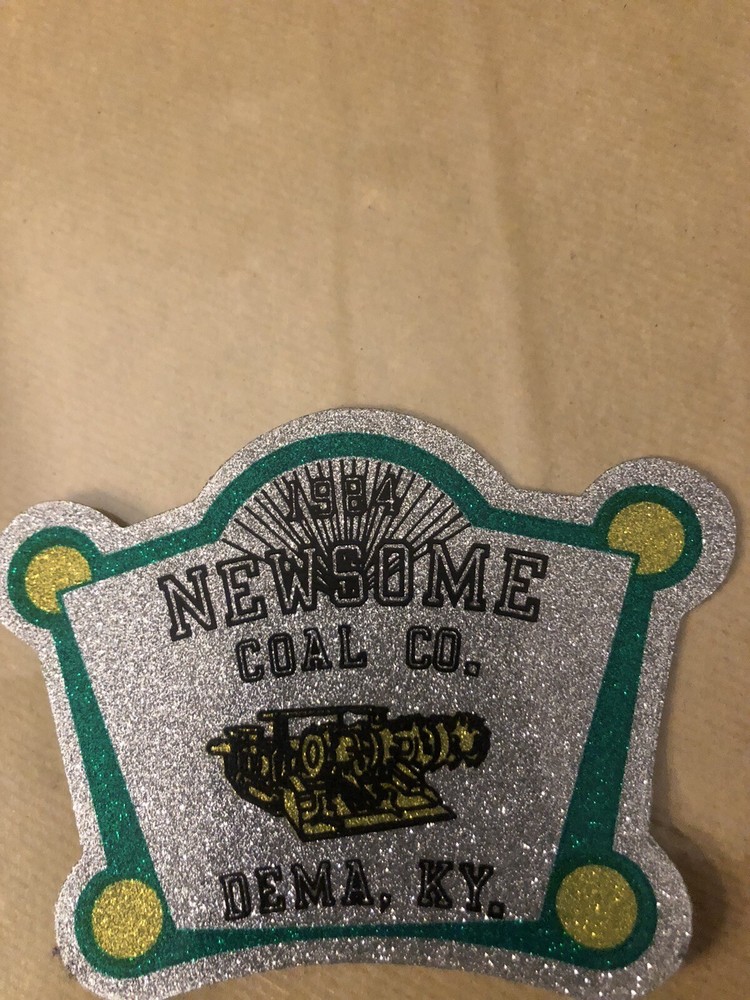 1984
NEWSOME
COAL CO.
DEMA, KY.